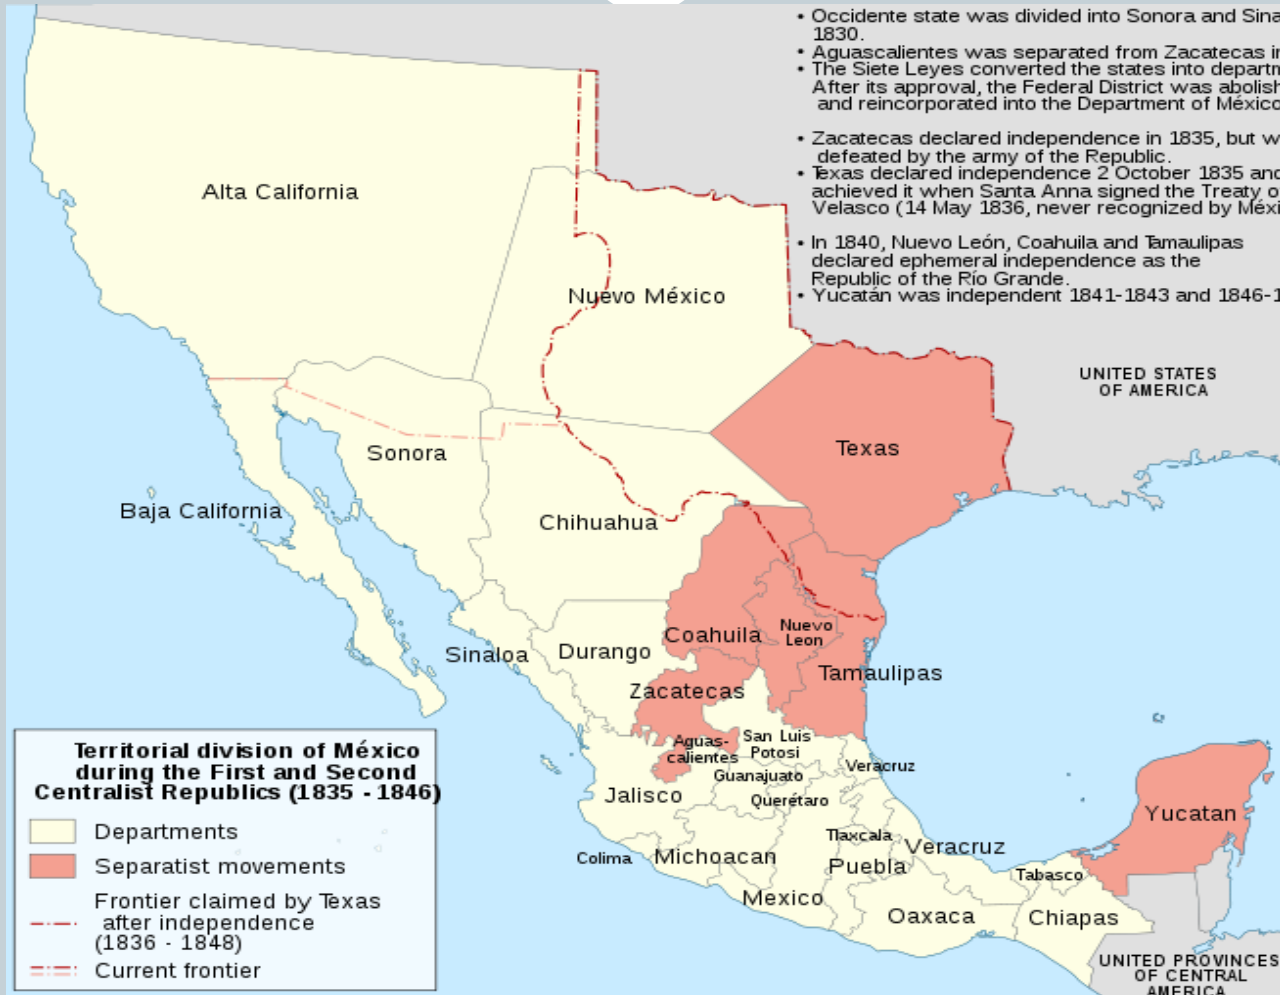 • Occidente state was divided into Sonora and
1830.
• Aguascalientes was separated from Zacatecas
• The Siete Leyes converted the states into
After its approval, the Federal District was
and reincorporated into the Department of México
• Zacatecas declared independence in 1835, but
defeated by the army of the Republic.
• Texas declared independence 2 October 1835 and
achieved it when Santa Anna signed the Treaty
Velasco (14 May 1836, never recognized by
• In 1840, Nuevo León, Coahuila and Tamaulipas
declared ephemeral independence as the
Republic of the Río Grande.
• Yucatán was independent 1841-1843 and
Alta California
Nuevo México
UNITED STATES
OF AMERICA
Texas
Sonora
Baja California
Chihuahua
Coahuila
Nuevo
Leon
Sinaloa
Durango
Tamaulipas
Zacatecas
Aguas-
calientes
San Luis
Potosi
Veracruz
Guanajuato
Jalisco
Querétaro
Yucatan
Tlaxcala
Veracruz
Colima
Michoacan
Puebla
Tabasco
Mexico
Oaxaca
Chiapas
UNITED PROVINCES
OF CENTRAL
AMERICA
Territorial division of México
during the First and Second
Centralist Republics (1835 - 1846)
Departments
Separatist movements
Frontier claimed by Texas
after independence
(1836 - 1848)
Current frontier